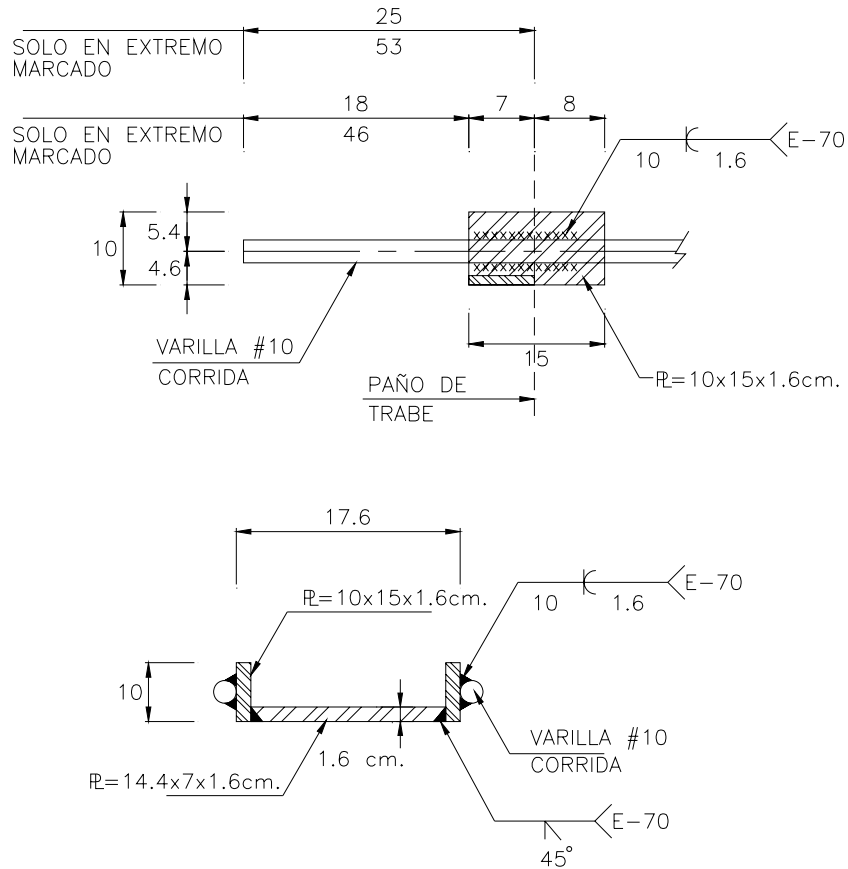 25
SOLO EN EXTREMO
53
MARCADO
18
7
8
SOLO EN EXTREMO
46
MARCADO
E-70
10
1.6
5.4
10
4.6
VARILLA #10
CORRIDA
15
PAÑO DE
TRABE
PL=10x15x1.6cm.
17.6
E-70
10
1.6
PL=10x15x1.6cm.
10
VARILLA #10
CORRIDA
1.6 cm.
PL=14.4x7x1.6cm.
E-70
45°